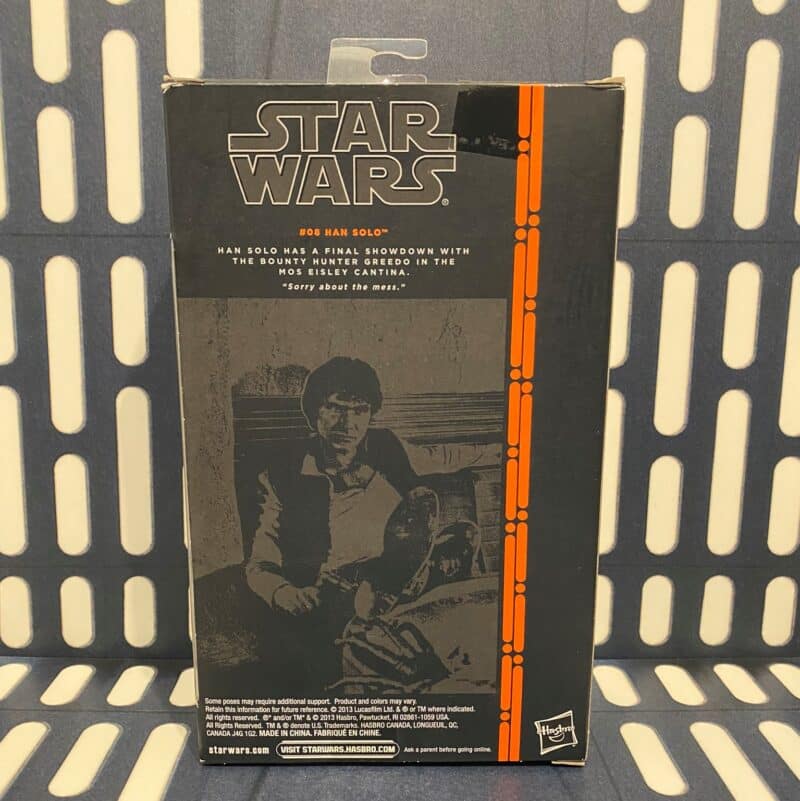 STAR
WARS®
#08 HAN SOLO™
HAN SOLO HAS A FINAL SHOWDOWN WITH
THE BOUNTY HUNTER GREEDO IN THE
MOS EISLEY CANTINA.
"Sorry about the mess."
Some poses may require additional support. Product and colors may vary.
Retain this information for future reference. © 2013 Lucasfilm Ltd. & ® or TM where indicated.
All rights reserved. ®* and/or TM* & © 2013 Hasbro, Pawtucket, RI 02861-1059 USA.
All Rights Reserved. TM & ® denote U.S. Trademarks. HASBRO CANADA, LONGUEUIL, QC,
CANADA J4G 1G2. MADE IN CHINA. FABRIQUÉ EN CHINE.
starwars.com VISIT STARWARS.HASBRO.COM Ask a parent before going online.
Hasbro